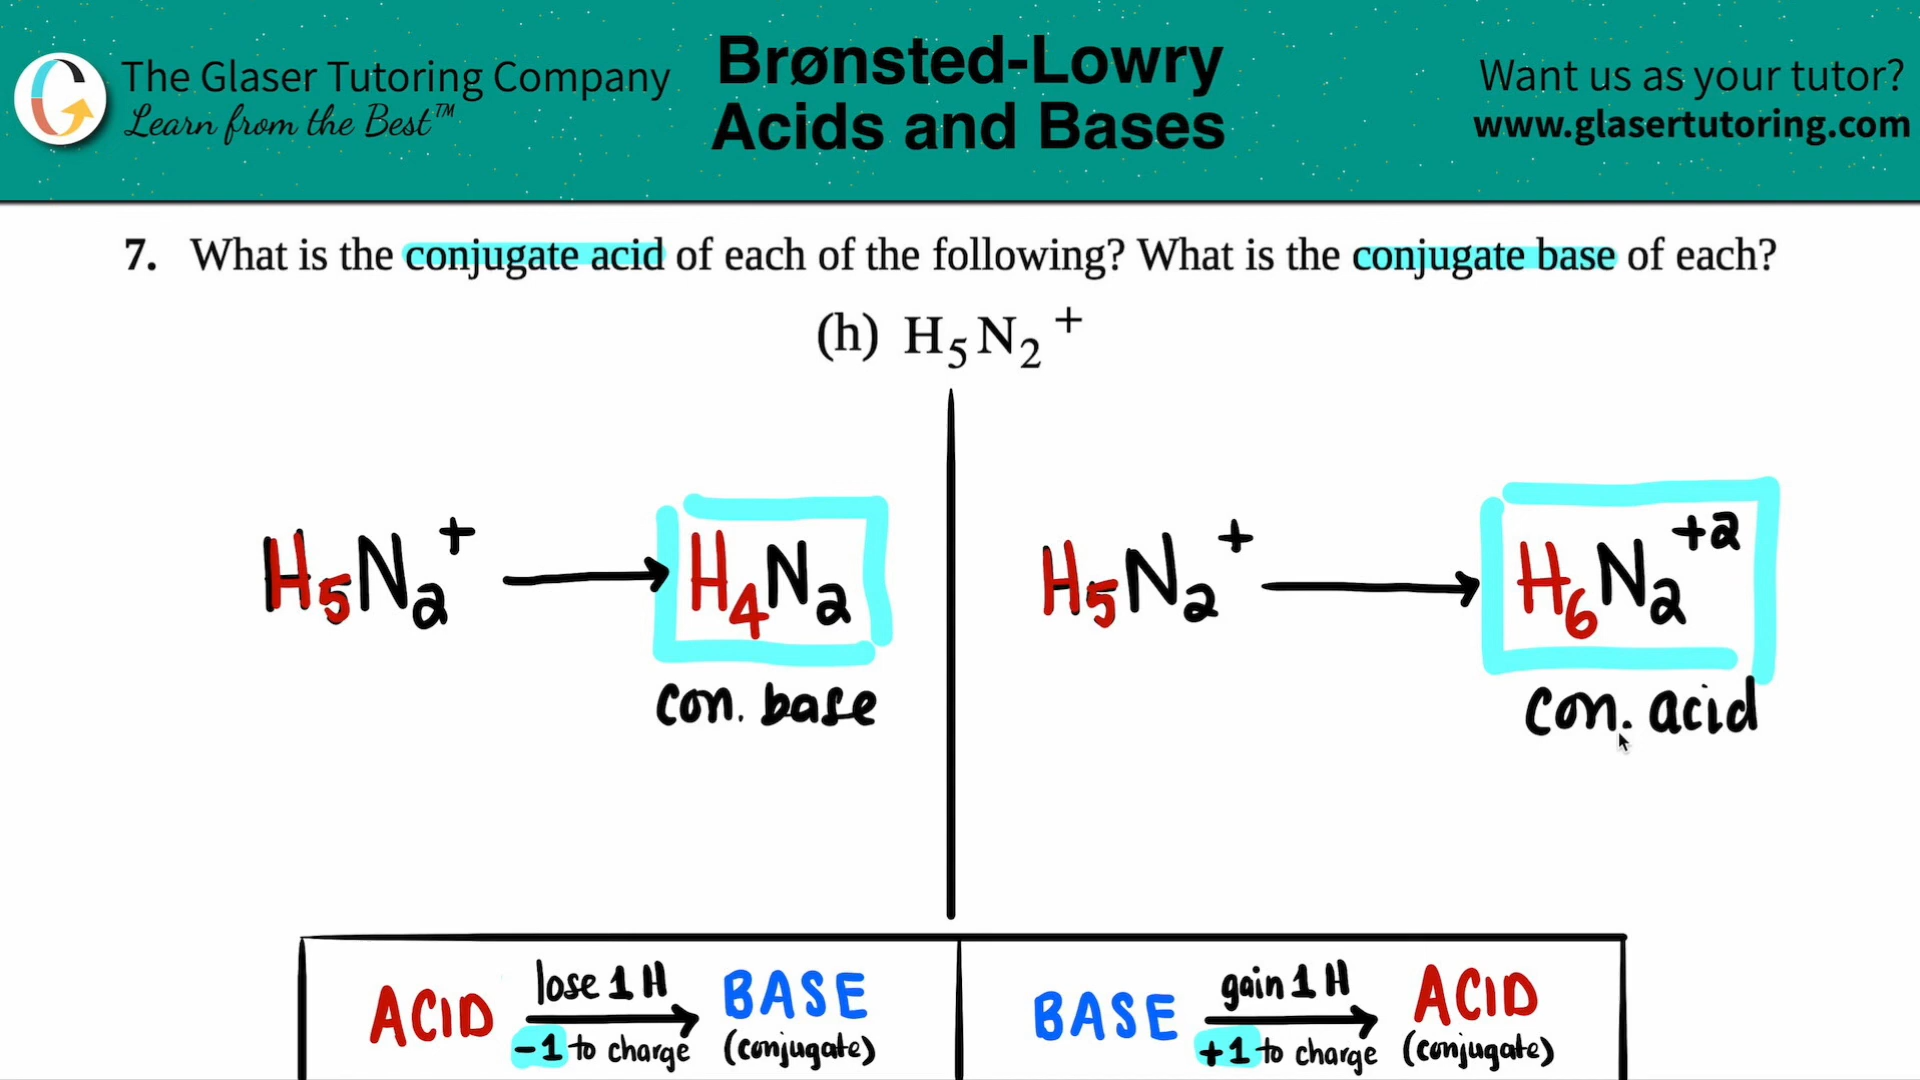 The Glaser Tutoring Company
Learn from the Best™
Brønsted-Lowry
Acids and Bases
Want us as your tutor?
www.glasertutoring.com
7. What is the conjugate acid of each of the following? What is the conjugate base of each?
(h) H₅N₂⁺
H₅N₂⁺ → H₄N₂
con. base
H₅N₂⁺ → H₆N₂⁺²
con. acid
ACID lose 1 H → BASE
-1 to charge (conjugate)
BASE gain 1 H → ACID
+1 to charge (conjugate)